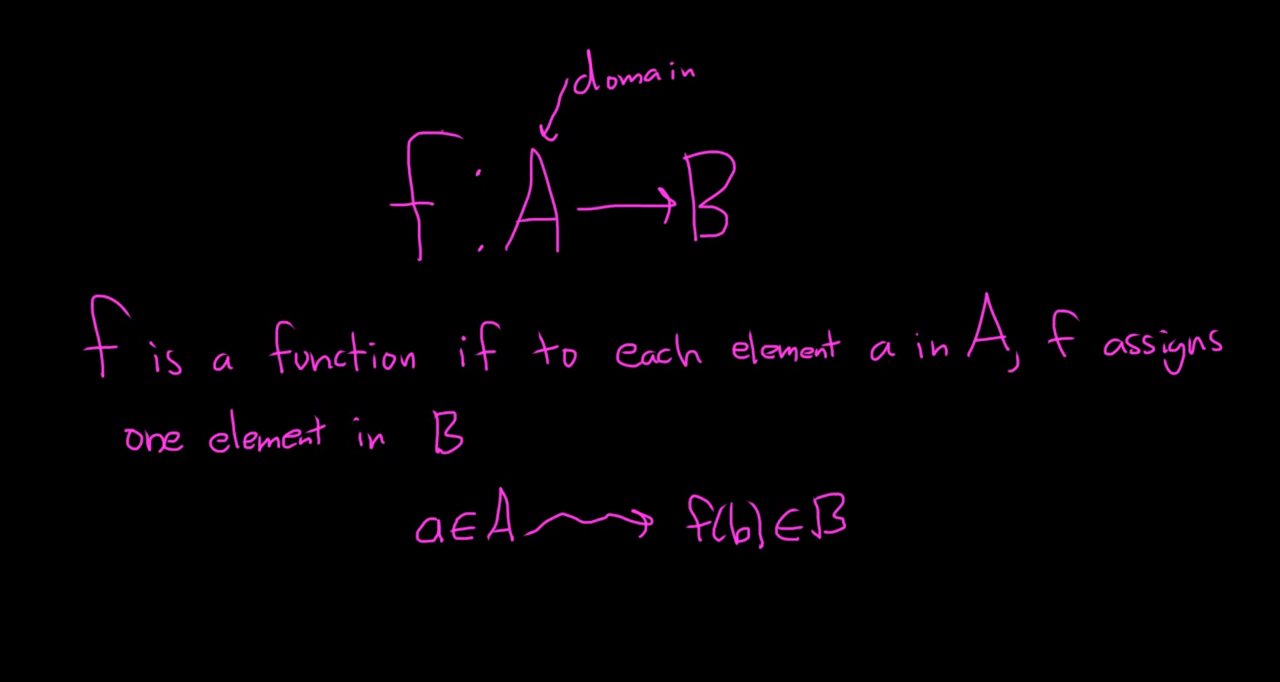 domain
f: A → B
f is a function if to each element a in A, f assigns
one element in B
a ∈ A ⟿ f(b) ∈ B